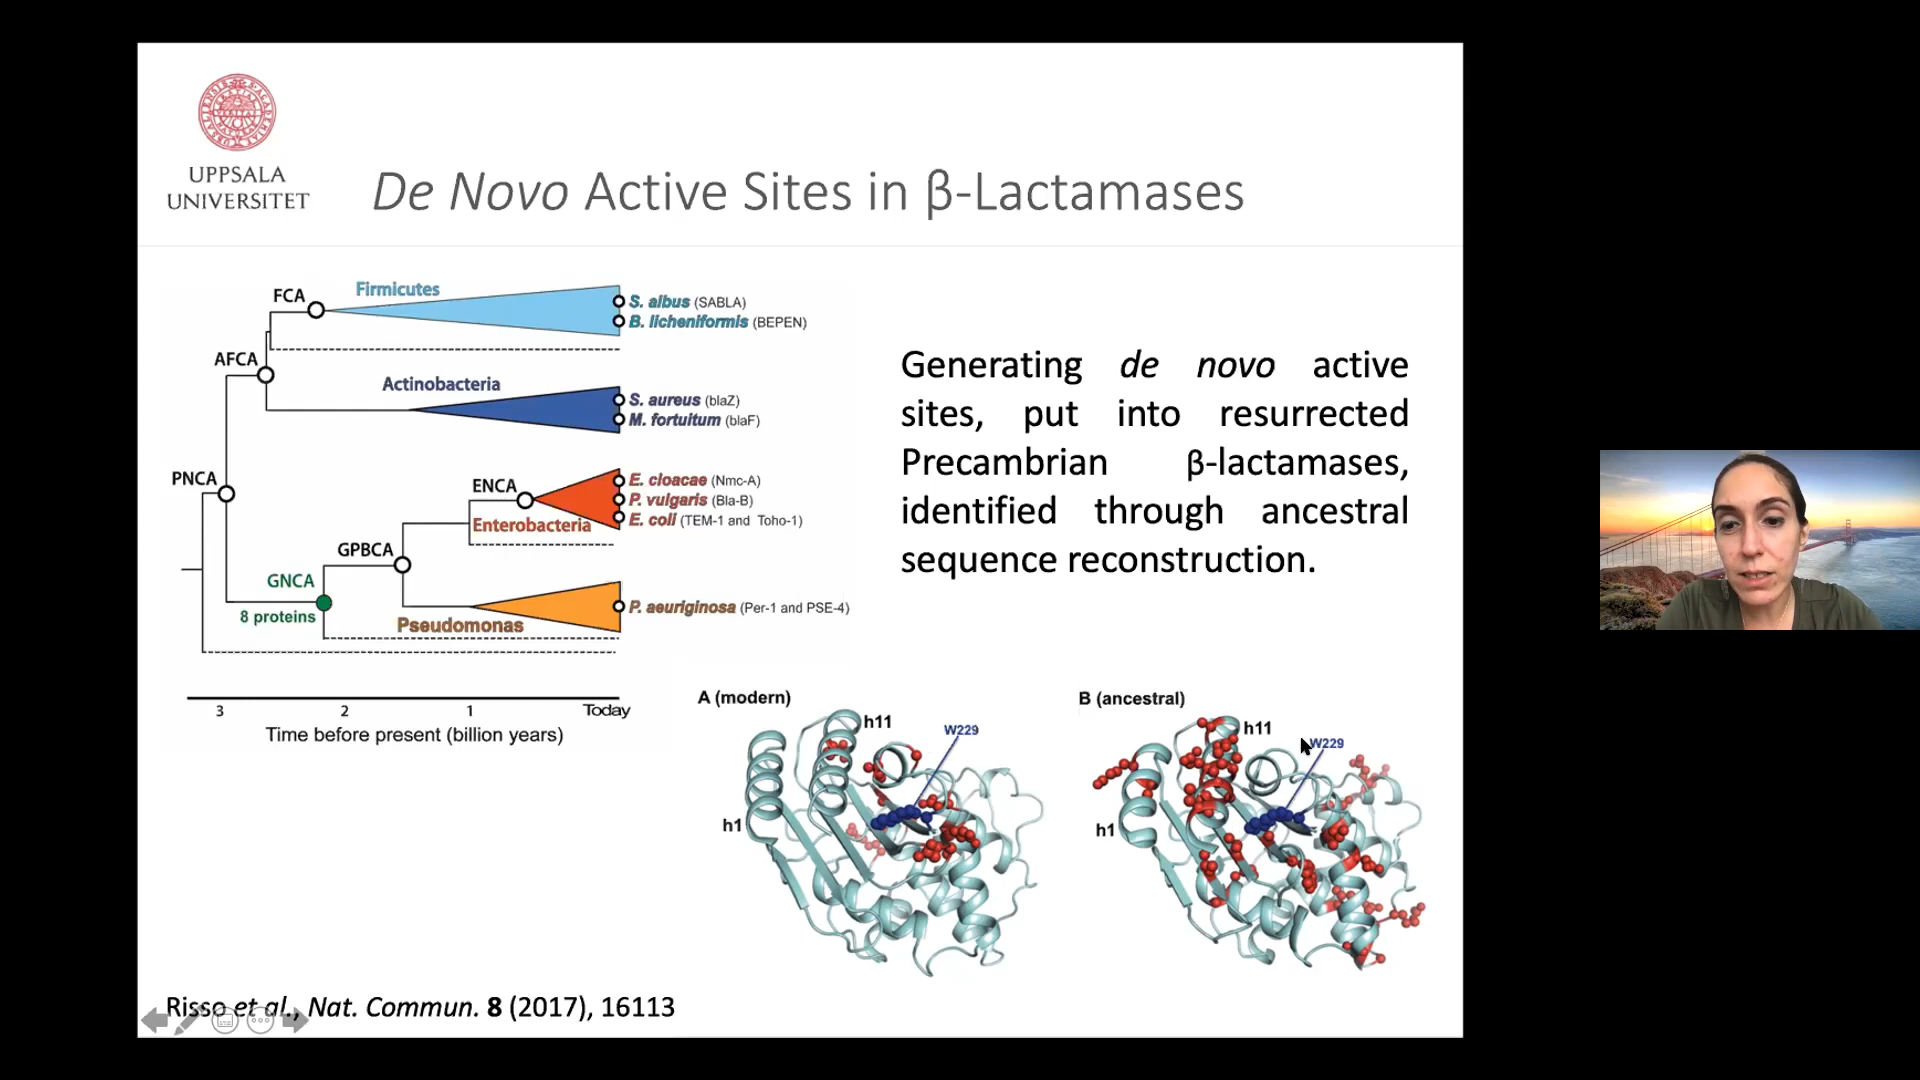 UPPSALA
UNIVERSITET
De Novo Active Sites in β-Lactamases
FCA
Firmicutes
S. albus (SABLA)
B. licheniformis (BEPEN)
AFCA
Actinobacteria
S. aureus (blaZ)
M. fortuitum (blaF)
PNCA
ENCA
E. cloacae (Nmc-A)
P. vulgaris (Bla-B)
E. coli (TEM-1 and Toho-1)
Enterobacteria
GPBCA
GNCA
8 proteins
P. aeuriginosa (Per-1 and PSE-4)
Pseudomonas
3 2 1 Today
Time before present (billion years)
Generating de novo active
sites, put into resurrected
Precambrian β-lactamases,
identified through ancestral
sequence reconstruction.
A (modern)
h11
W229
h1
B (ancestral)
h11
W229
h1
Risso et al., Nat. Commun. 8 (2017), 16113